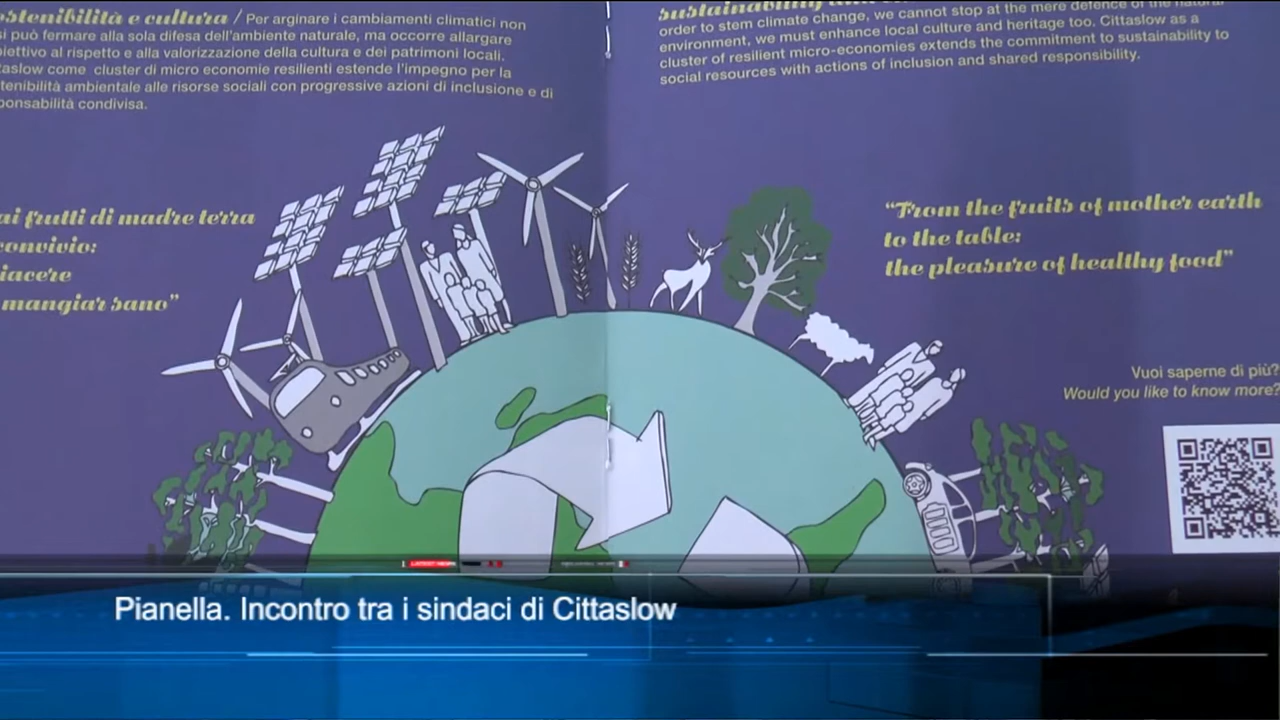 stenibilità e cultura / Per arginare i cambiamenti climatici non
si può fermare alla sola difesa dell'ambiente naturale, ma occorre allargare
iettivo al rispetto e alla valorizzazione della cultura e dei patrimoni locali.
taslow come cluster di micro economie resilienti estende l'impegno per la
tenibilità ambientale alle risorse sociali con progressive azioni di inclusione e di
ponsabilità condivisa.
order to stem climate change, we cannot stop at the mere defence of the natural
environment, we must enhance local culture and heritage too. Cittaslow as a
cluster of resilient micro-economies extends the commitment to sustainability to
social resources with actions of inclusion and shared responsibility.
ai frutti di madre terra
convivio:
iacere
mangiar sano"
"From the fruits of mother earth
to the table:
the pleasure of healthy food"
Vuoi saperne di più?
Would you like to know more?
LATEST NEWS
Pianella. Incontro tra i sindaci di Cittaslow